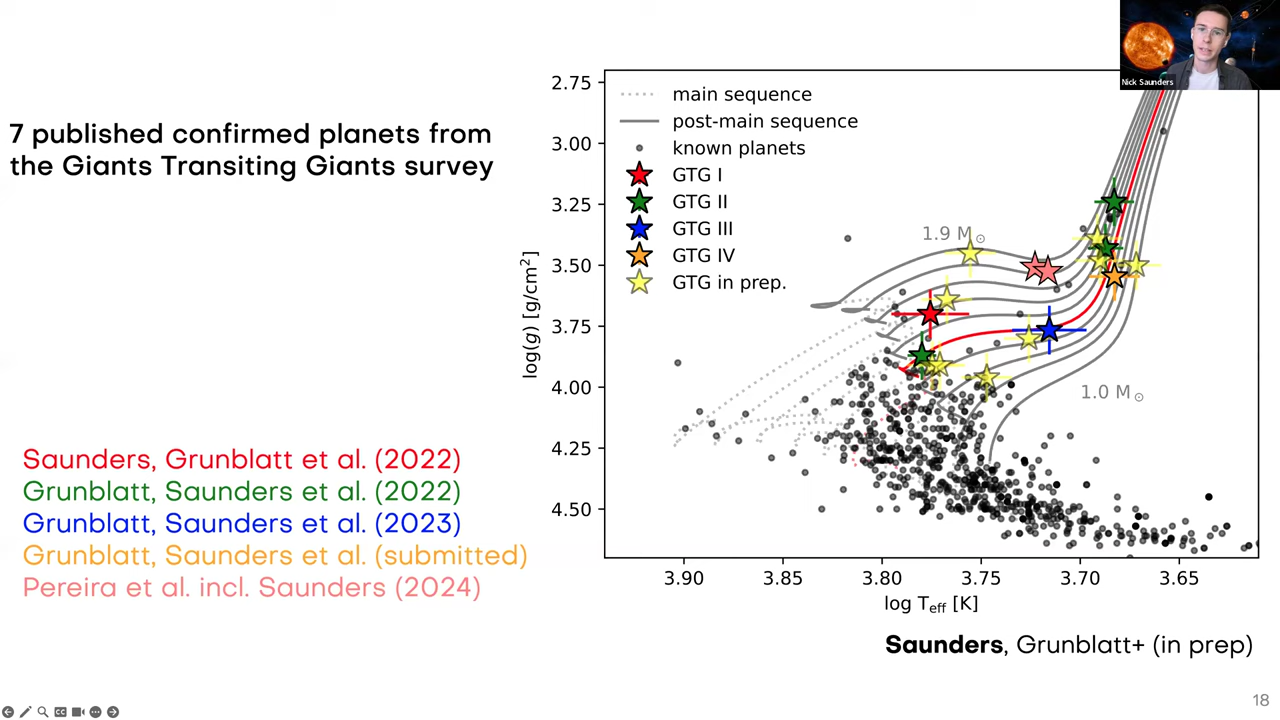 7 published confirmed planets from
the Giants Transiting Giants survey
Saunders, Grunblatt et al. (2022)
Grunblatt, Saunders et al. (2022)
Grunblatt, Saunders et al. (2023)
Grunblatt, Saunders et al. (submitted)
Pereira et al. incl. Saunders (2024)
Nick Saunders
main sequence
post-main sequence
known planets
GTG I
GTG II
GTG III
GTG IV
GTG in prep.
1.9 M⊙
1.0 M⊙
2.75
3.00
3.25
3.50
3.75
4.00
4.25
4.50
log(g) [g/cm²]
3.90 3.85 3.80 3.75 3.70 3.65
log Teff [K]
Saunders, Grunblatt+ (in prep)
18
CC